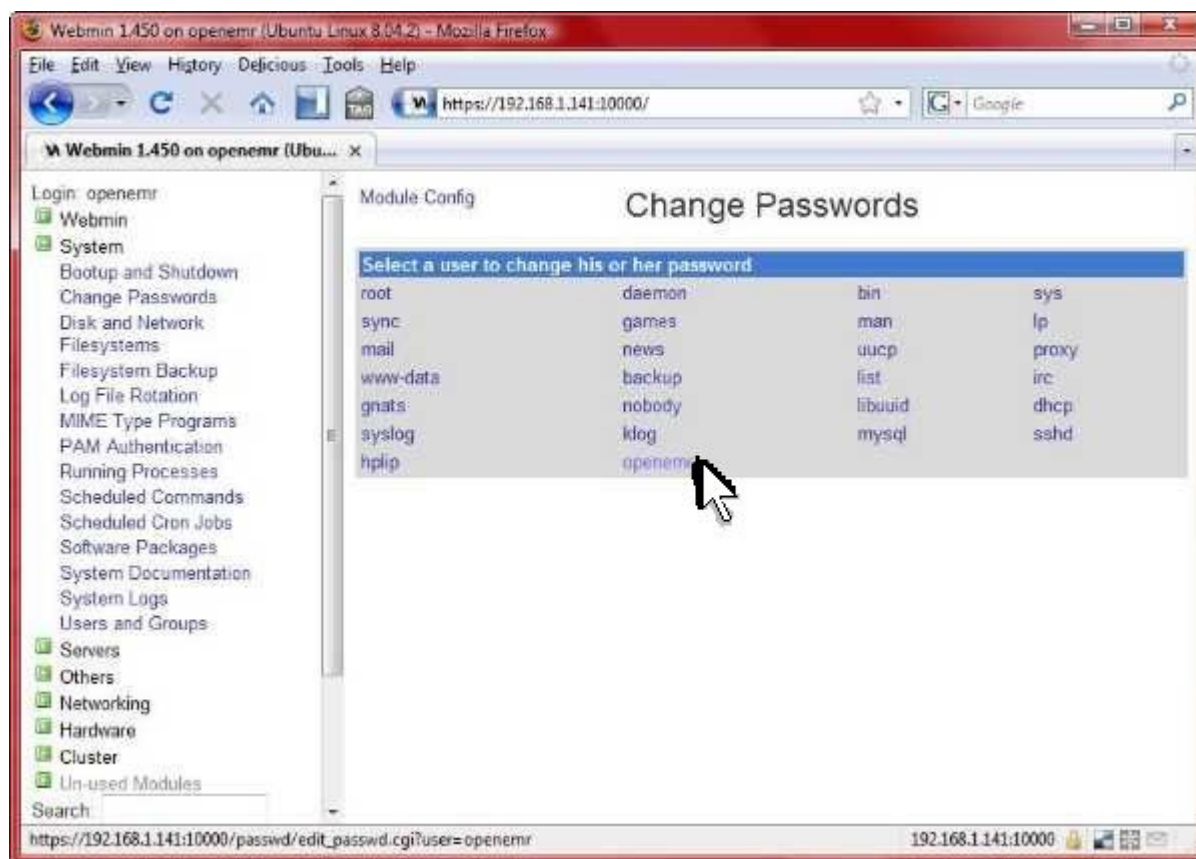 Webmin 1.450 on openemr (Ubuntu Linux 8.04.2) - Mozilla Firefox
File Edit View History Delicious Tools Help
https://192.168.1.141:10000/
Google
Webmin 1.450 on openemr (Ubu...
Login: openemr
Webmin
System
Bootup and Shutdown
Change Passwords
Disk and Network
Filesystems
Filesystem Backup
Log File Rotation
MIME Type Programs
PAM Authentication
Running Processes
Scheduled Commands
Scheduled Cron Jobs
Software Packages
System Documentation
System Logs
Users and Groups
Servers
Others
Networking
Hardware
Cluster
Un-used Modules
Search:
Module Config
Change Passwords
Select a user to change his or her password
root daemon bin sys
sync games man lp
mail news uucp proxy
www-data backup list irc
gnats nobody libuuid dhcp
syslog klog mysql sshd
hplip openemr
https://192.168.1.141:10000/passwd/edit_passwd.cgi?user=openemr
192.168.1.141:10000